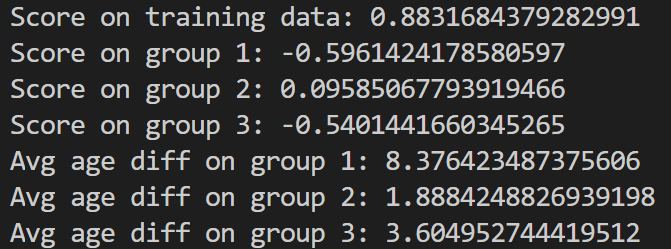 Score on training data: 0.8831684379282991
Score on group 1: -0.5961424178580597
Score on group 2: 0.09585067793919466
Score on group 3: -0.5401441660345265
Avg age diff on group 1: 8.376423487375606
Avg age diff on group 2: 1.8884248826939198
Avg age diff on group 3: 3.604952744419512